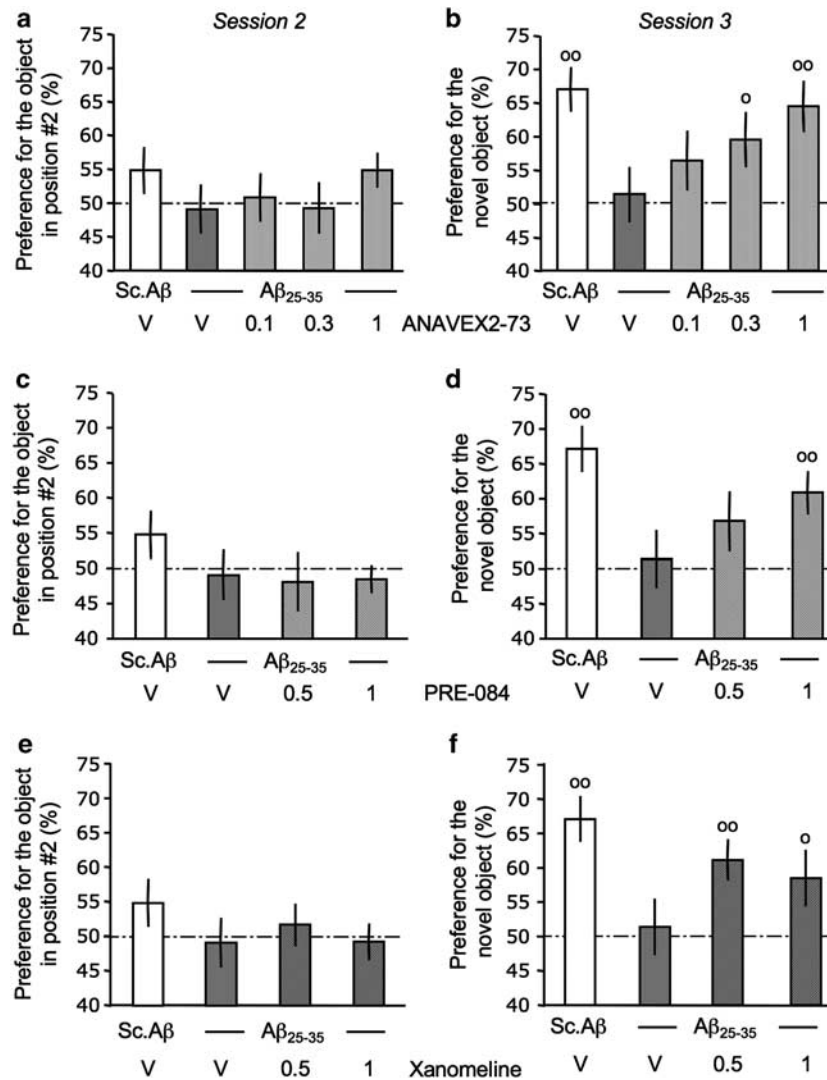 a
Session 2
Preference for the object
in position #2 (%)
75
70
65
60
55
50
45
40
Sc.Aβ
Aβ25-35
V V 0.1 0.3 1 ANAVEX2-73
b
Session 3
Preference for the
novel object (%)
75
70
65
60
55
50
45
40
oo
o
oo
Sc.Aβ
Aβ25-35
V V 0.1 0.3 1
c
Preference for the object
in position #2 (%)
75
70
65
60
55
50
45
40
Sc.Aβ
Aβ25-35
V V 0.5 1 PRE-084
d
Preference for the
novel object (%)
75
70
65
60
55
50
45
40
oo
oo
Sc.Aβ
Aβ25-35
V V 0.5 1
e
Preference for the object
in position #2 (%)
75
70
65
60
55
50
45
40
Sc.Aβ
Aβ25-35
V V 0.5 1 Xanomeline
f
Preference for the
novel object (%)
75
70
65
60
55
50
45
40
oo
oo
o
Sc.Aβ
Aβ25-35
V V 0.5 1